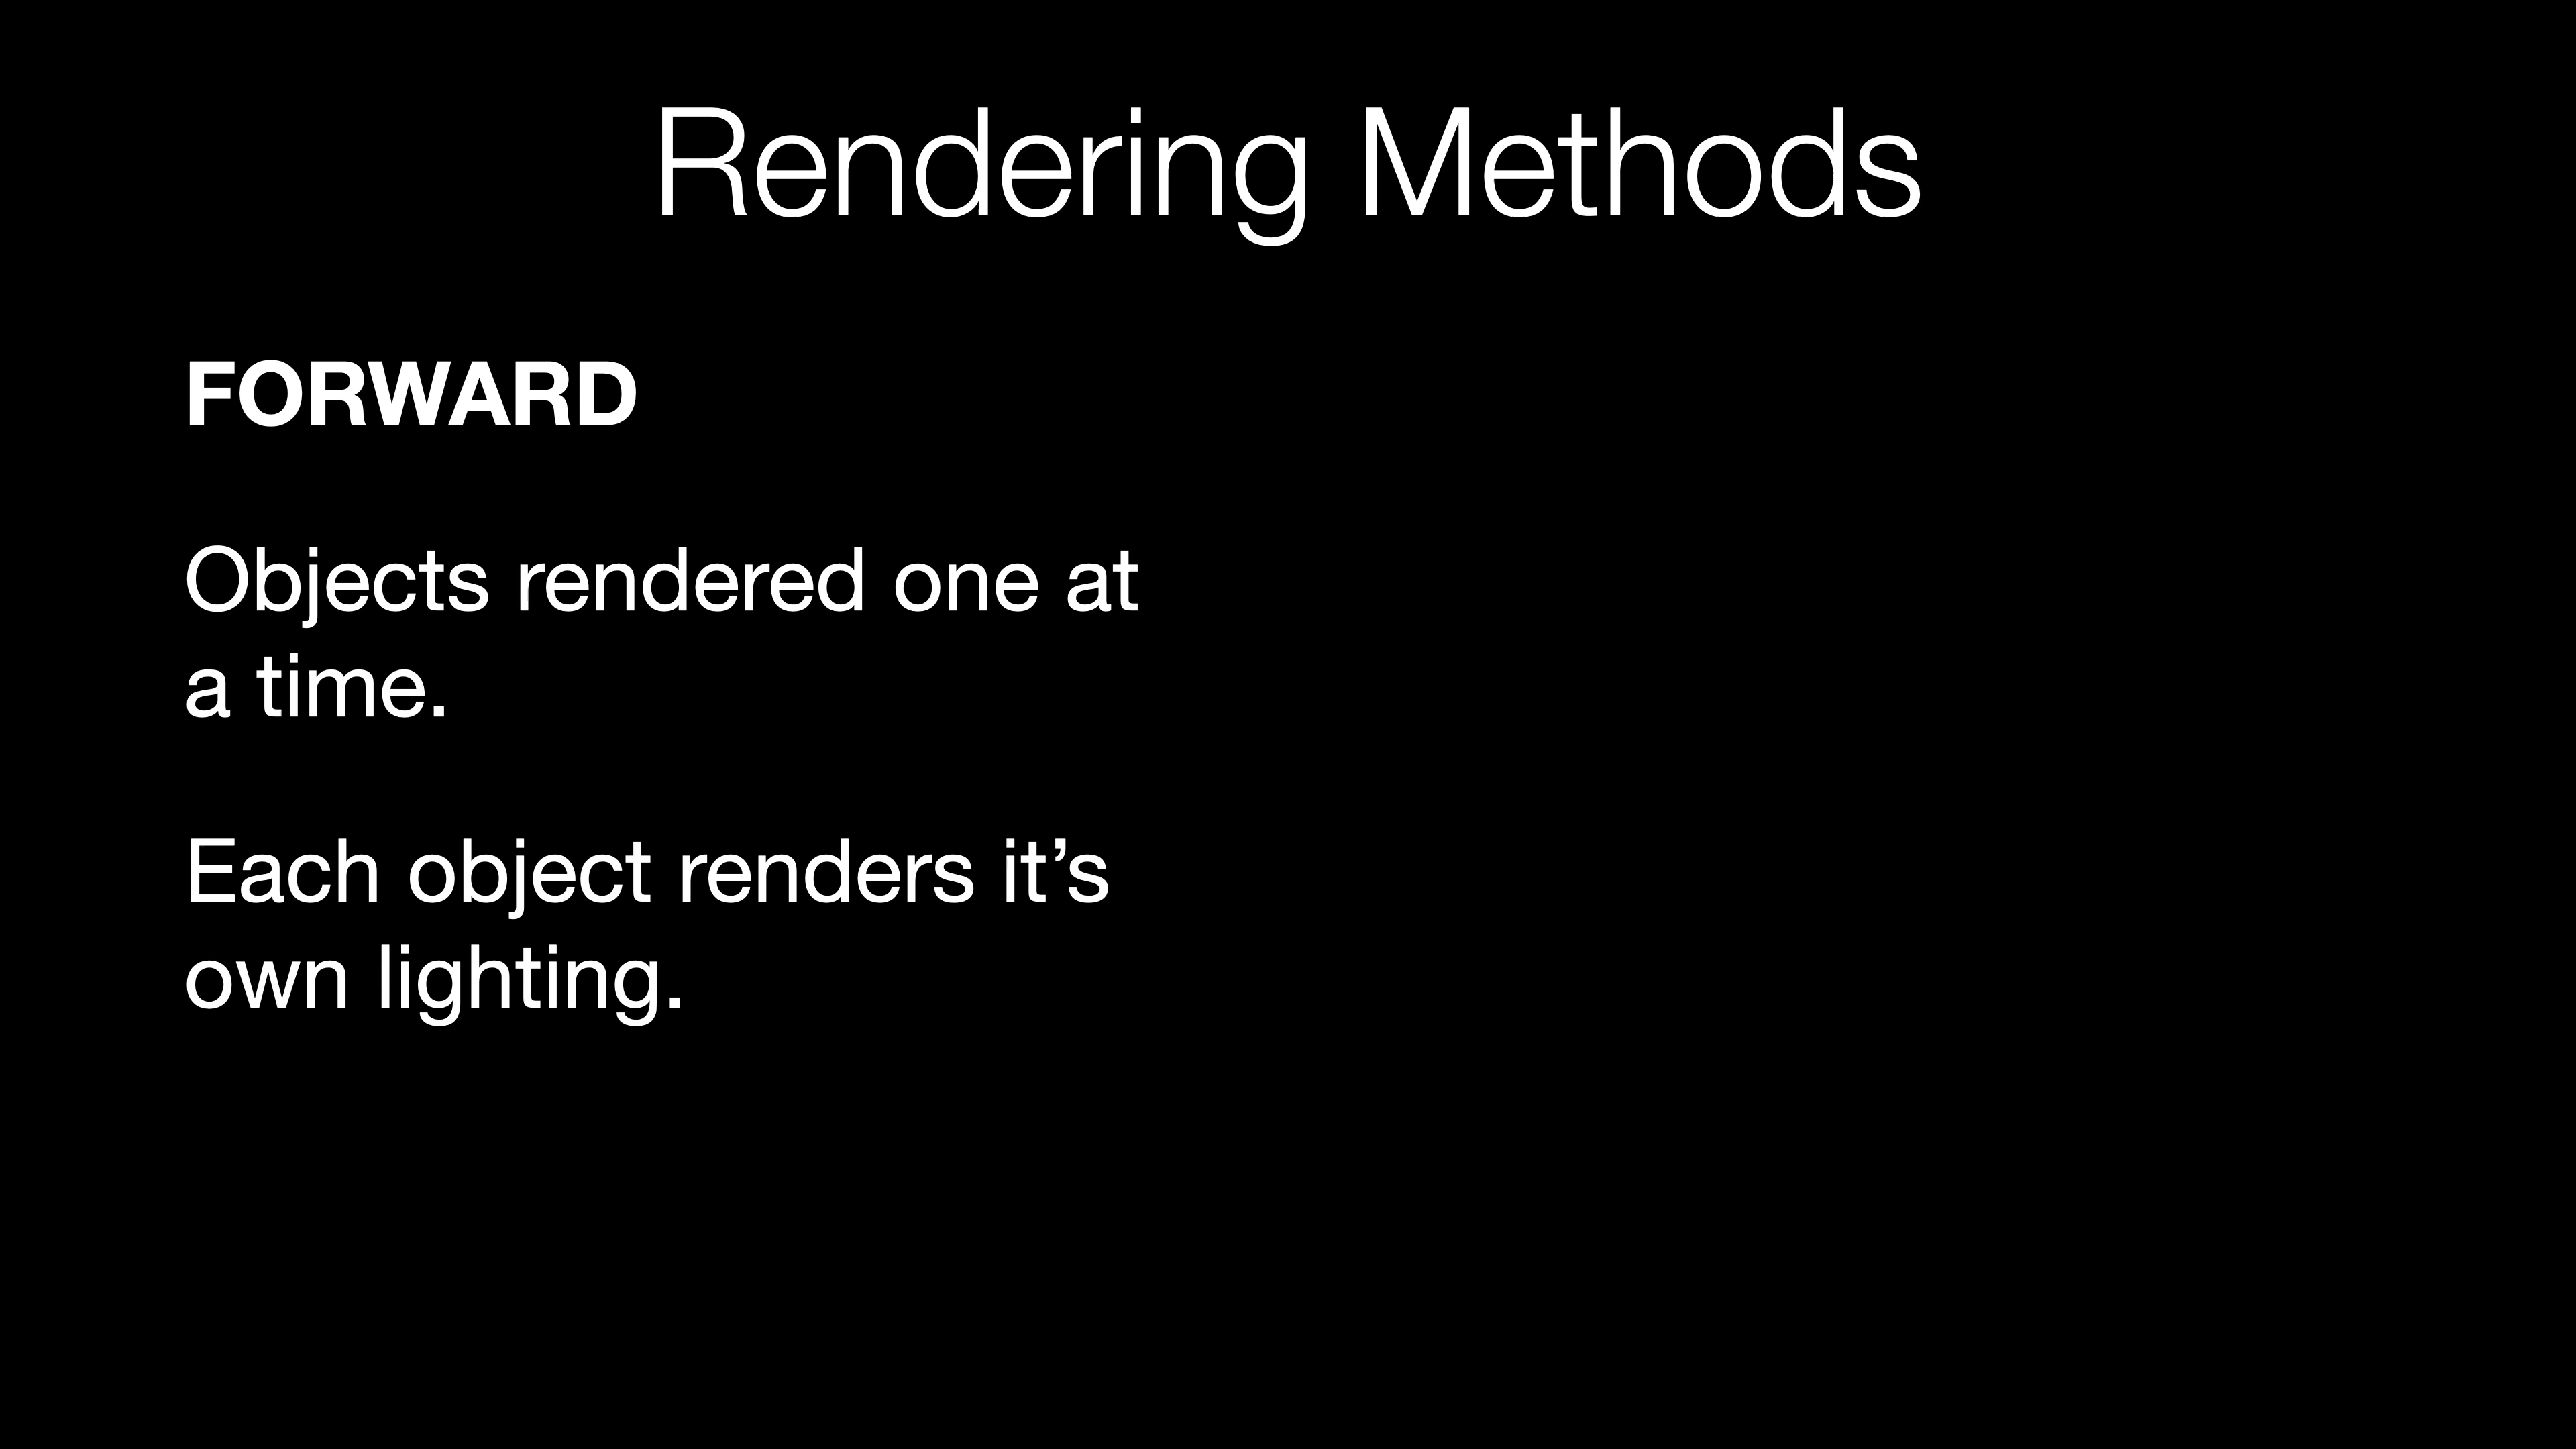 Rendering Methods
FORWARD
Objects rendered one at
a time.
Each object renders it’s
own lighting.